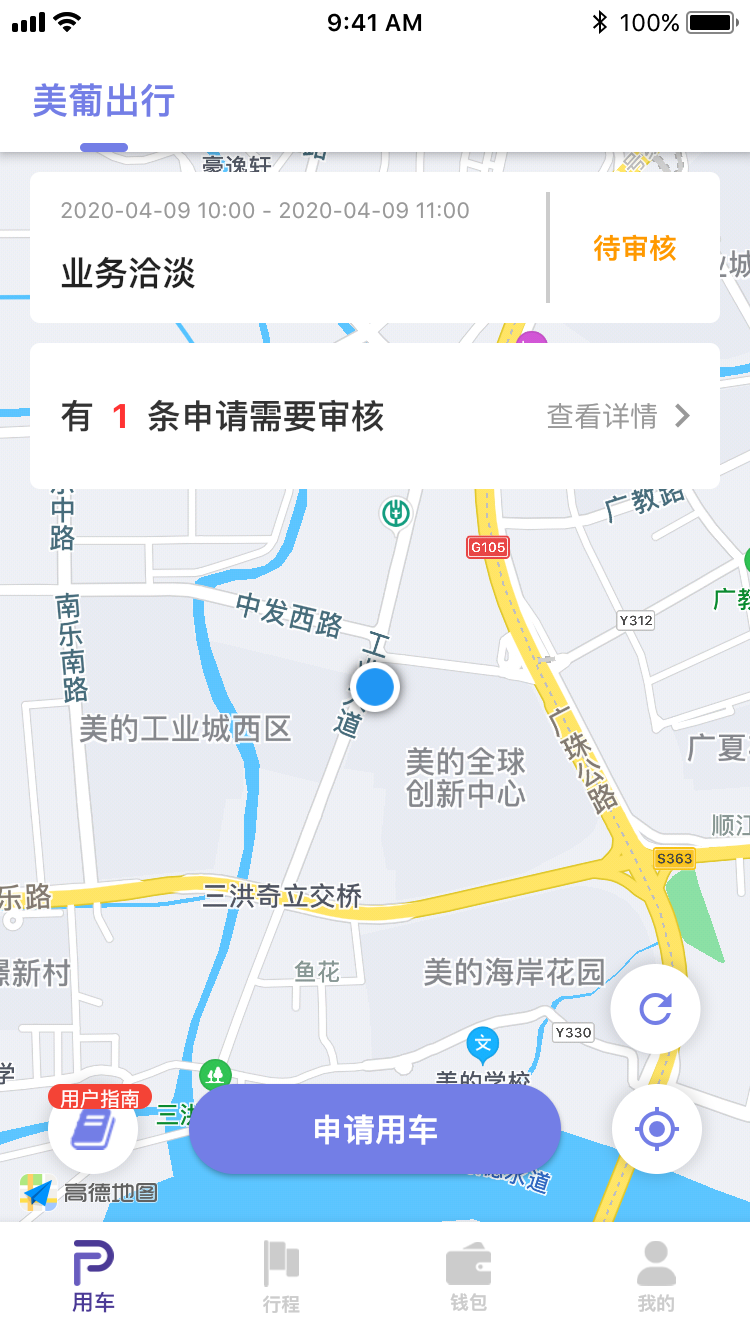 9:41 AM
100%
美葡出行
豪逸轩
2020-04-09 10:00 - 2020-04-09 11:00
业务洽淡
待审核
有 1 条申请需要审核
查看详情
中路
广教路
G105
南乐南路
中发西路
Y312
广教
美的工业城西区
美的全球
创新中心
广珠公路
广夏
顺江
S363
乐路
三洪奇立交桥
新村
鱼花
美的海岸花园
Y330
文
美的学校
学
用户指南
三洪
申请用车
水道
高德地图
用车
行程
钱包
我的